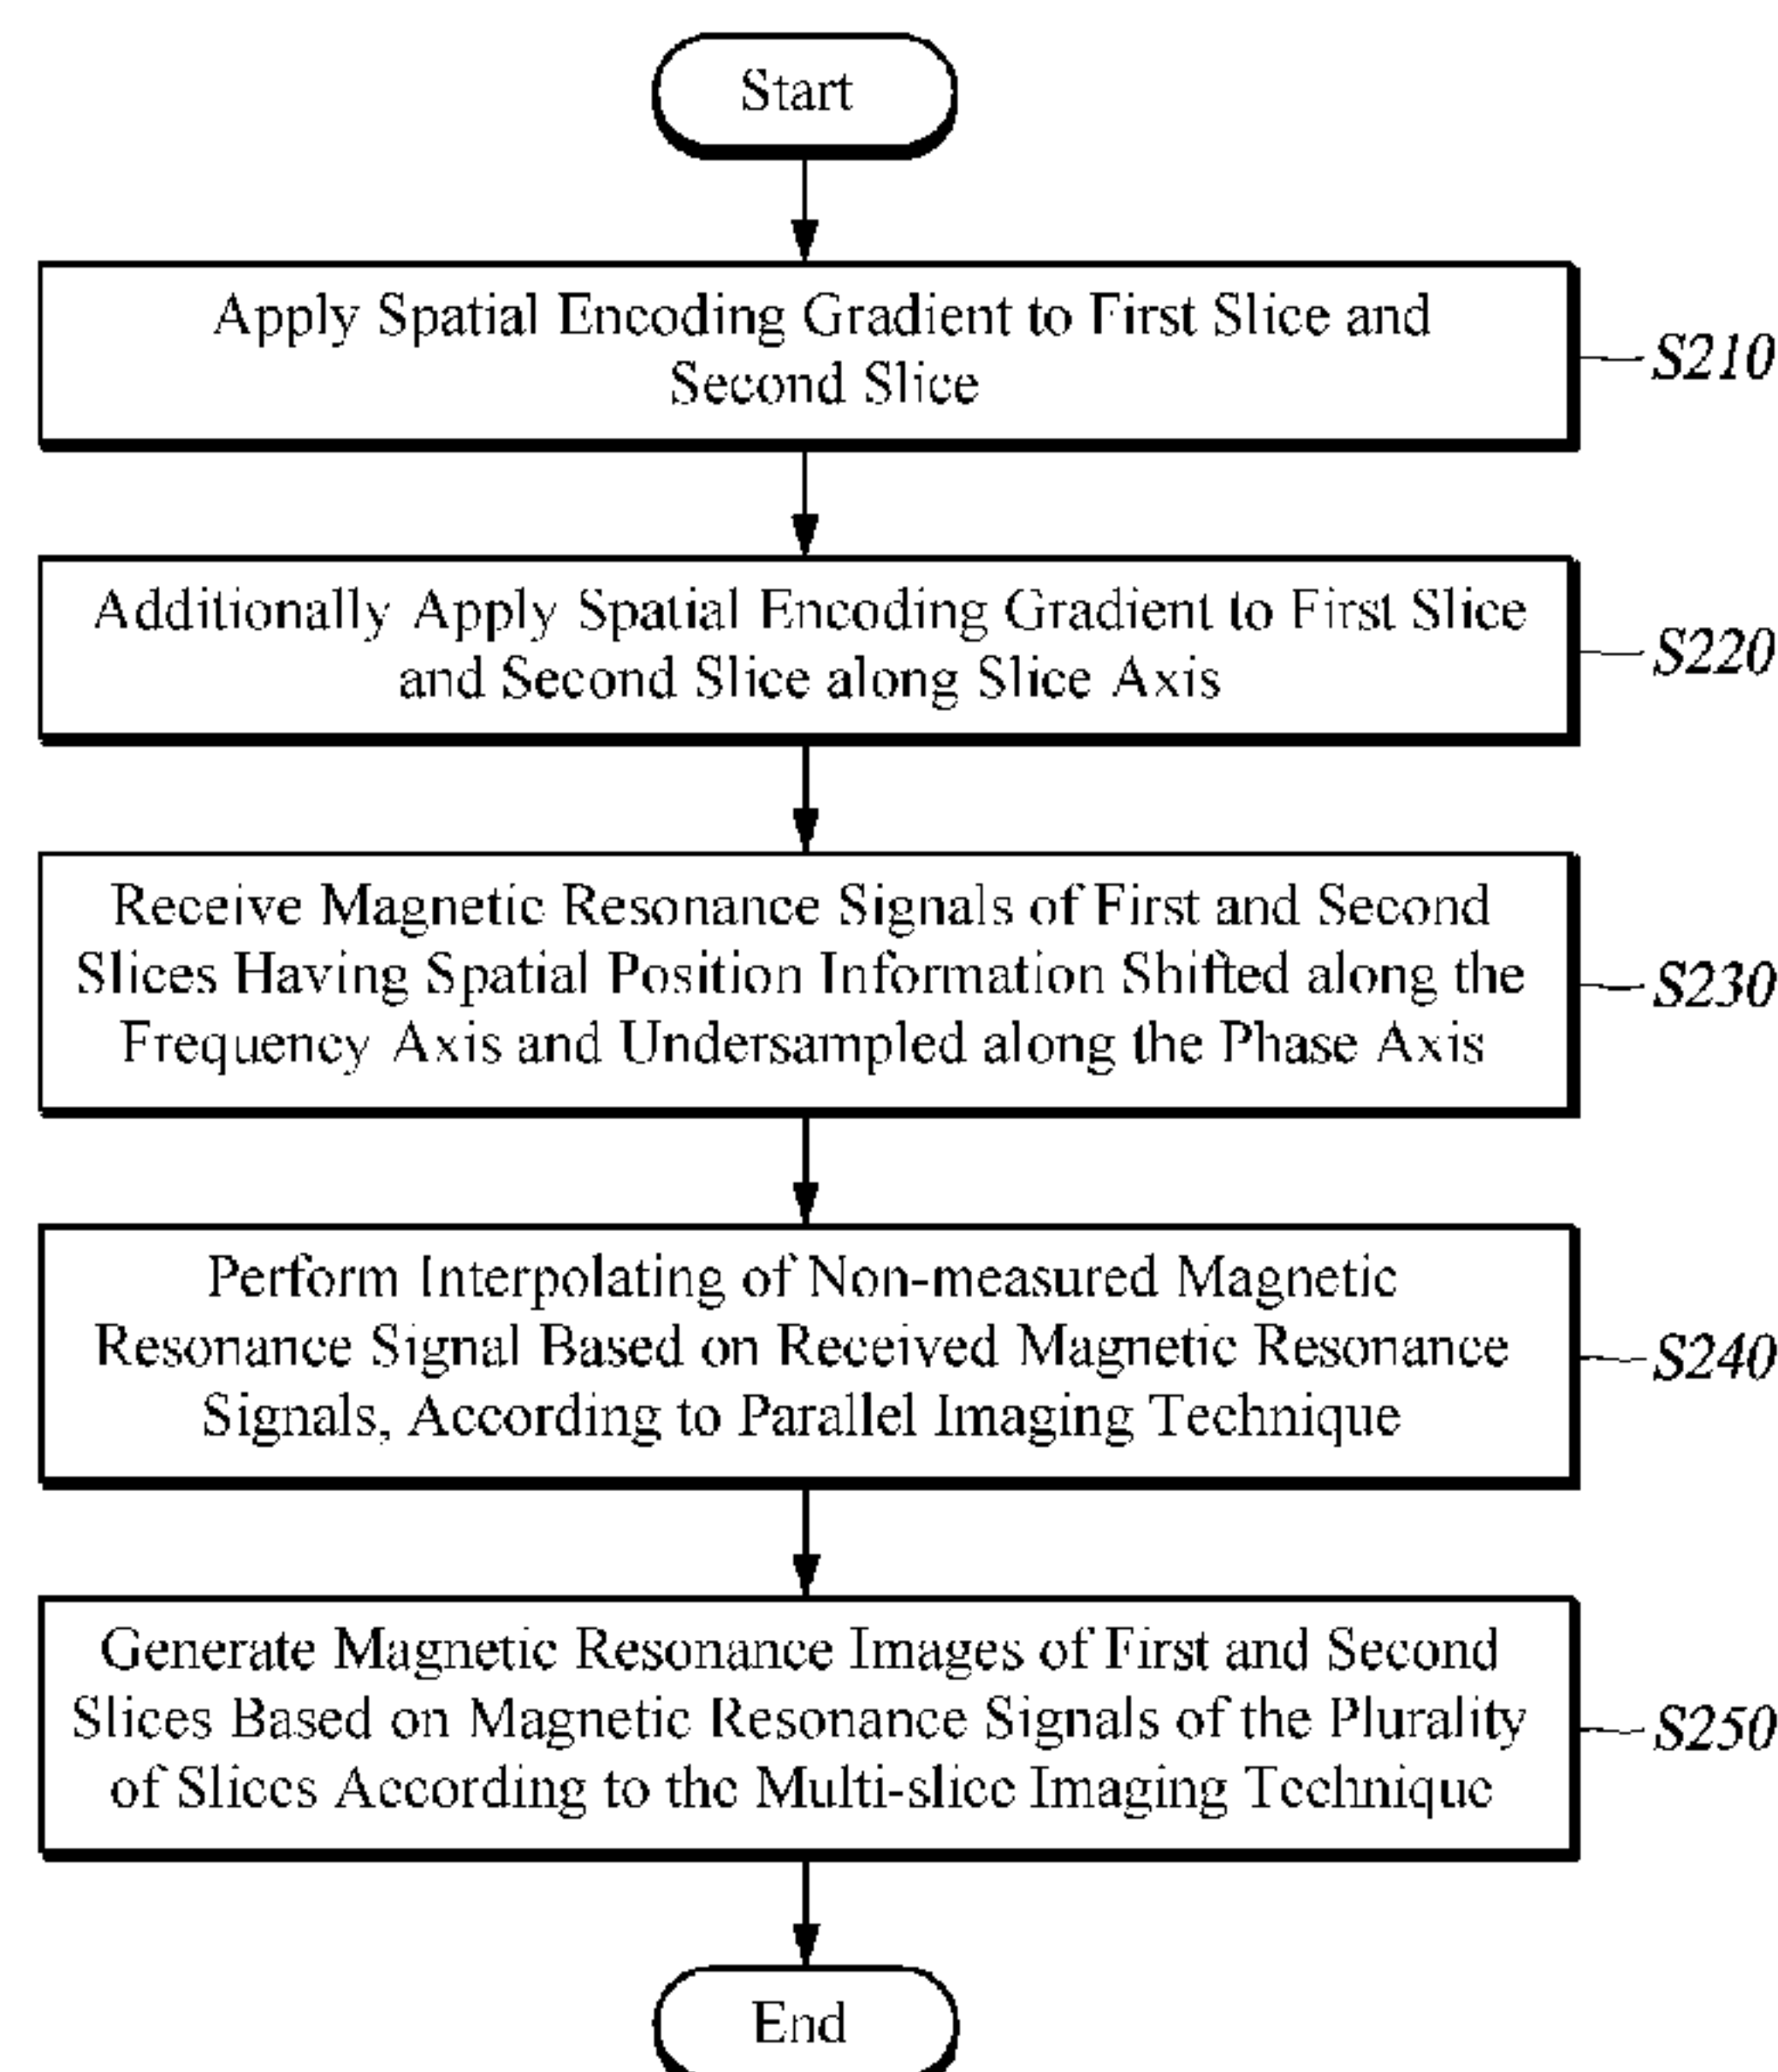 Start
Apply Spatial Encoding Gradient to First Slice and
Second Slice
S210
Additionally Apply Spatial Encoding Gradient to First Slice
and Second Slice along Slice Axis
S220
Receive Magnetic Resonance Signals of First and Second
Slices Having Spatial Position Information Shifted along the
Frequency Axis and Undersampled along the Phase Axis
S230
Perform Interpolating of Non-measured Magnetic
Resonance Signal Based on Received Magnetic Resonance
Signals, According to Parallel Imaging Technique
S240
Generate Magnetic Resonance Images of First and Second
Slices Based on Magnetic Resonance Signals of the Plurality
of Slices According to the Multi-slice Imaging Technique
S250
End